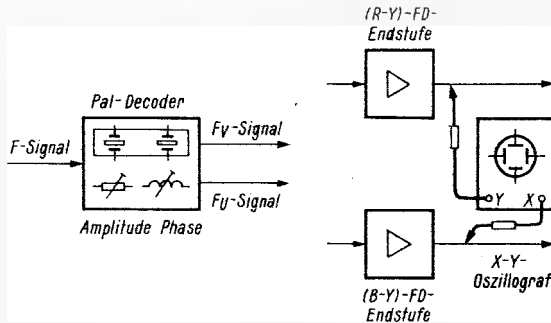 (R-Y)-FD-
Endstufe
Pal-Decoder
F-Signal
Fv-Signal
Fu-Signal
Amplitude Phase
Y
X
X-Y-
Oszillograf
(B-Y)-FD-
Endstufe